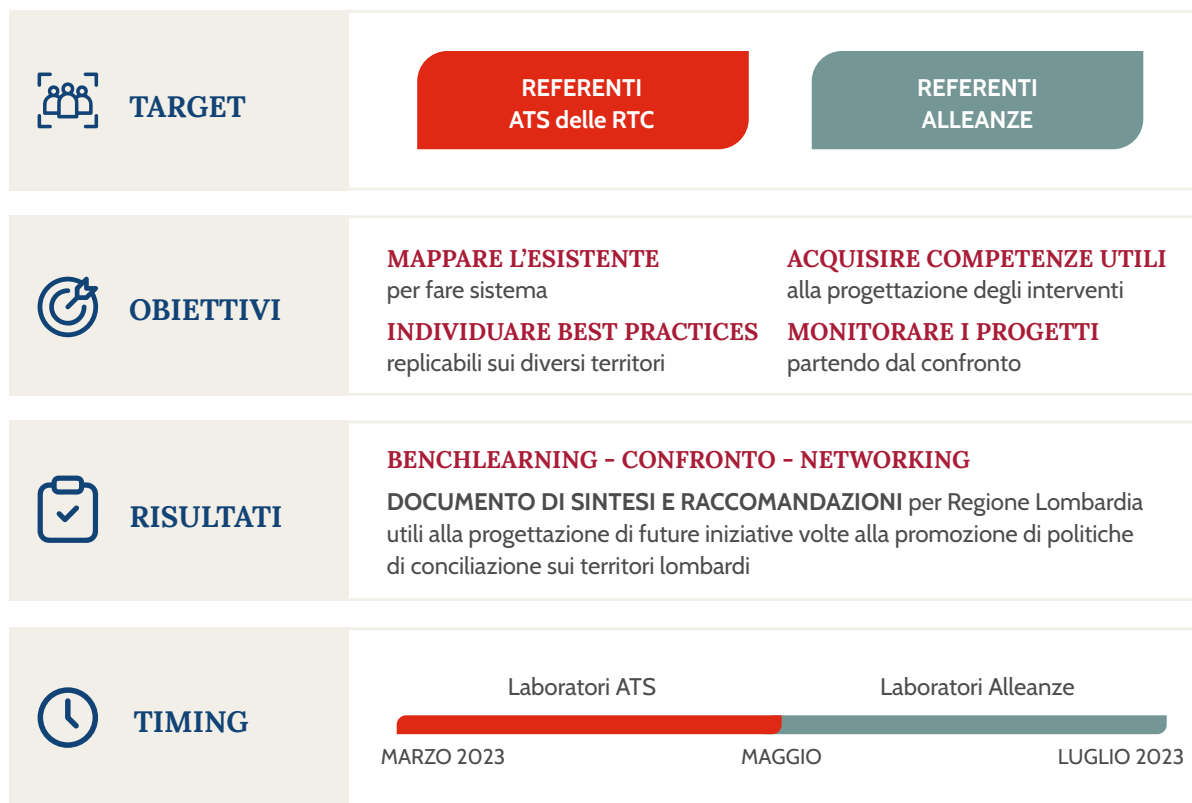 TARGET
REFERENTI
ATS delle RTC
REFERENTI
ALLEANZE
OBIETTIVI
MAPPARE L’ESISTENTE
per fare sistema
ACQUISIRE COMPETENZE UTILI
alla progettazione degli interventi
INDIVIDUARE BEST PRACTICES
replicabili sui diversi territori
MONITORARE I PROGETTI
partendo dal confronto
RISULTATI
BENCHLEARNING - CONFRONTO - NETWORKING
DOCUMENTO DI SINTESI E RACCOMANDAZIONI per Regione Lombardia
utili alla progettazione di future iniziative volte alla promozione di politiche
di conciliazione sui territori lombardi
TIMING
Laboratori ATS
Laboratori Alleanze
MARZO 2023
MAGGIO
LUGLIO 2023